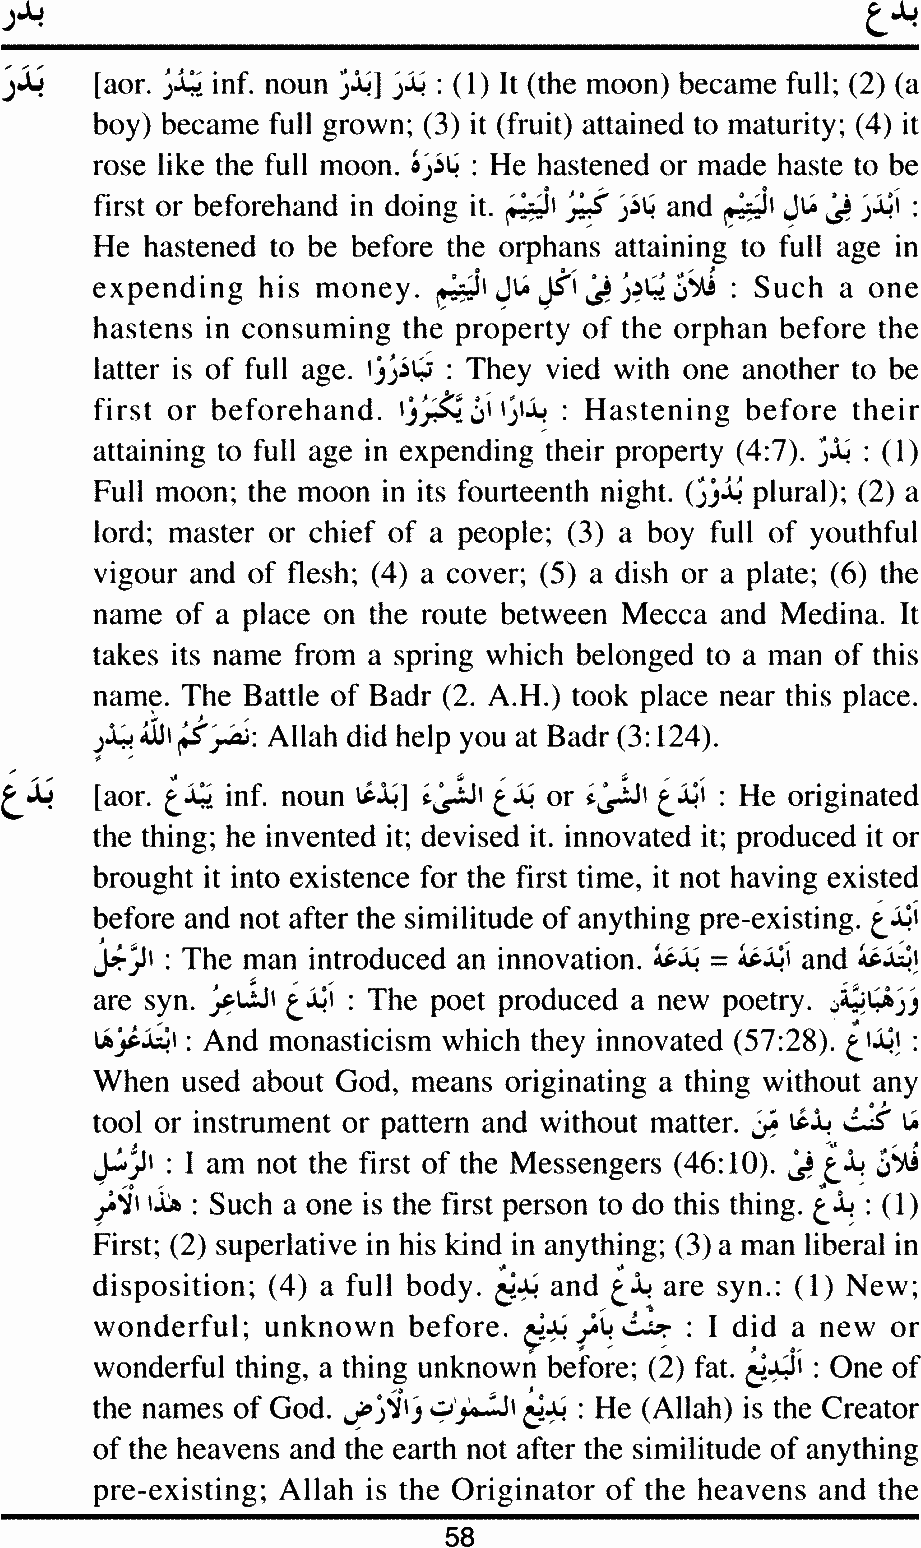 بدع بدر
بَدَرَ [aor. يَبْدُرُ inf. noun بَدْرٌ] بَدَرَ : (1) It (the moon) became full; (2) (a
boy) became full grown; (3) it (fruit) attained to maturity; (4) it
rose like the full moon. بَادَرَهُ : He hastened or made haste to be
first or beforehand in doing it. بَادَرَ كِبَرَ الْيَتِيْمِ and اَبْدَرَ فِىْ مَالِ الْيَتِيْمِ :
He hastened to be before the orphans attaining to full age in
expending his money. فُلَانٌ يُبَادِرُ فِىْ اَكْلِ مَالِ الْيَتِيْمِ : Such a one
hastens in consuming the property of the orphan before the
latter is of full age. تَبَادَرُوْا : They vied with one another to be
first or beforehand. بِدَارًا اَنْ يَّكْبَرُوْا : Hastening before their
attaining to full age in expending their property (4:7). بَدْرٌ : (1)
Full moon; the moon in its fourteenth night. (بُدُوْرٌ plural); (2) a
lord; master or chief of a people; (3) a boy full of youthful
vigour and of flesh; (4) a cover; (5) a dish or a plate; (6) the
name of a place on the route between Mecca and Medina. It
takes its name from a spring which belonged to a man of this
name. The Battle of Badr (2. A.H.) took place near this place.
نَصَرَكُمُ اللّٰهُ بِبَدْرٍ: Allah did help you at Badr (3:124).
بَدَعَ [aor. يَبْدَعُ inf. noun بَدْعًا] بَدَعَ الشَّىْءَ or اَبْدَعَ الشَّىْءَ : He originated
the thing; he invented it; devised it. innovated it; produced it or
brought it into existence for the first time, it not having existed
before and not after the similitude of anything pre-existing. اَبْدَعَ
الرَّجُلُ : The man introduced an innovation. بَدَعَهُ = اَبْدَعَهُ and اِبْتَدَعَهُ
are syn. اَبْدَعَ الشَّاعِرُ : The poet produced a new poetry. وَرَهْبَانِيَّةَ نِ
ابْتَدَعُوْهَا : And monasticism which they innovated (57:28). اِبْدَاعٌ :
When used about God, means originating a thing without any
tool or instrument or pattern and without matter. مَا كُنْتُ بِدْعًا مِّنَ
الرُّسُلِ : I am not the first of the Messengers (46:10). فُلَانٌ بِدْعٌ فِىْ
هٰذَا الْاَمْرِ : Such a one is the first person to do this thing. بِدْعٌ : (1)
First; (2) superlative in his kind in anything; (3) a man liberal in
disposition; (4) a full body. بَدِيْعٌ and بِدْعٌ are syn.: (1) New;
wonderful; unknown before. جِئْتُ بِاَمْرٍ بَدِيْعٍ : I did a new or
wonderful thing, a thing unknown before; (2) fat. اَلْبَدِيْعُ : One of
the names of God. بَدِيْعُ السَّمٰوٰتِ وَالْاَرْضِ : He (Allah) is the Creator
of the heavens and the earth not after the similitude of anything
pre-existing; Allah is the Originator of the heavens and the
58